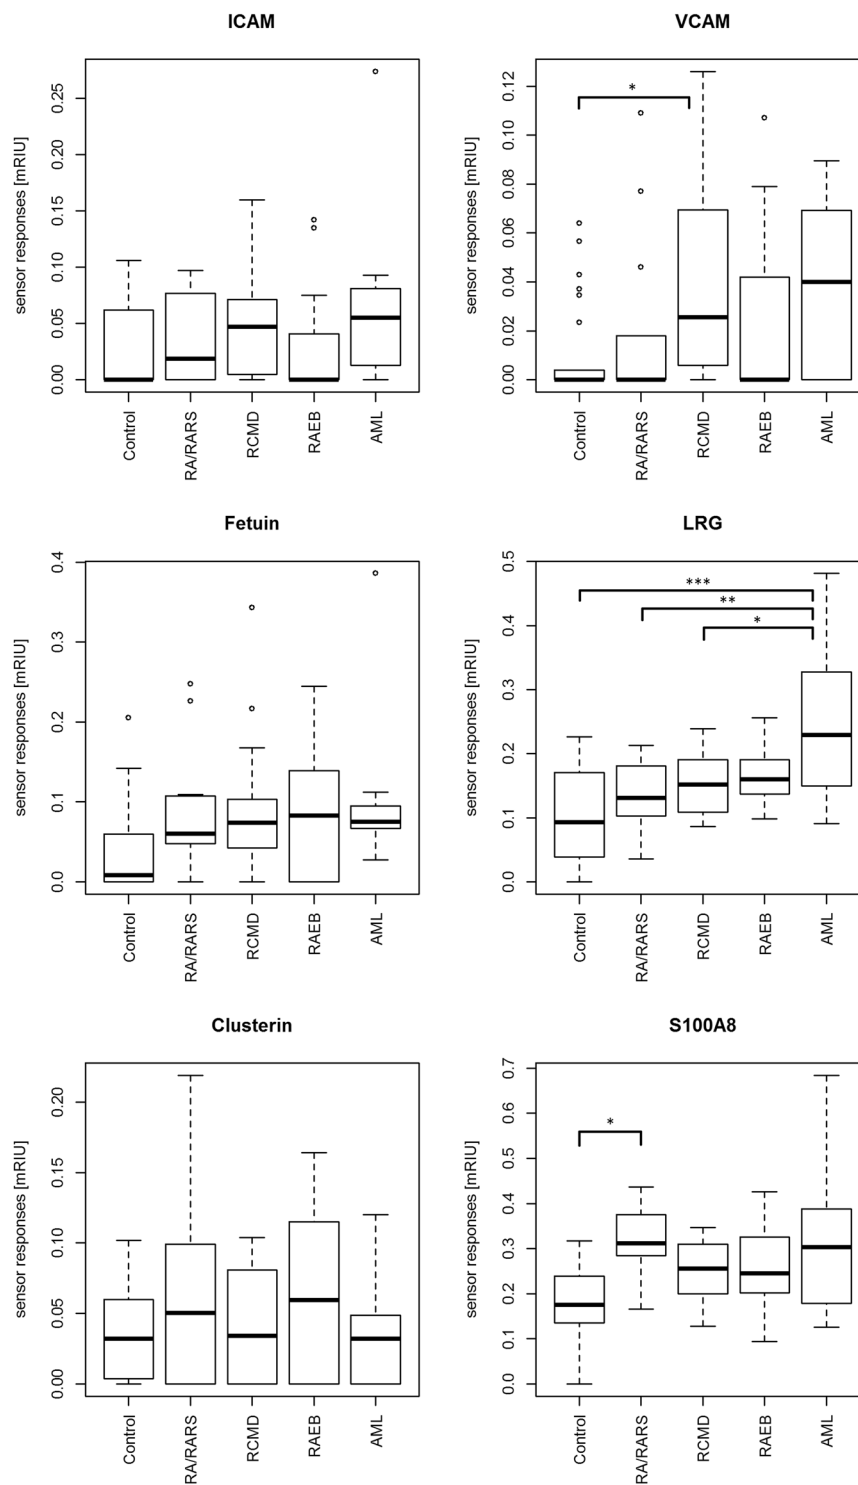 ICAM
sensor responses [mRIU]
0.00 0.05 0.10 0.15 0.20 0.25
Control RA/RARS RCMD RAEB AML
VCAM
sensor responses [mRIU]
0.00 0.02 0.04 0.06 0.08 0.10 0.12
*
Control RA/RARS RCMD RAEB AML
Fetuin
sensor responses [mRIU]
0.0 0.1 0.2 0.3 0.4
Control RA/RARS RCMD RAEB AML
LRG
sensor responses [mRIU]
0.0 0.1 0.2 0.3 0.4 0.5
***
**
*
Control RA/RARS RCMD RAEB AML
Clusterin
sensor responses [mRIU]
0.00 0.05 0.10 0.15 0.20
Control RA/RARS RCMD RAEB AML
S100A8
sensor responses [mRIU]
0.0 0.1 0.2 0.3 0.4 0.5 0.6 0.7
*
Control RA/RARS RCMD RAEB AML